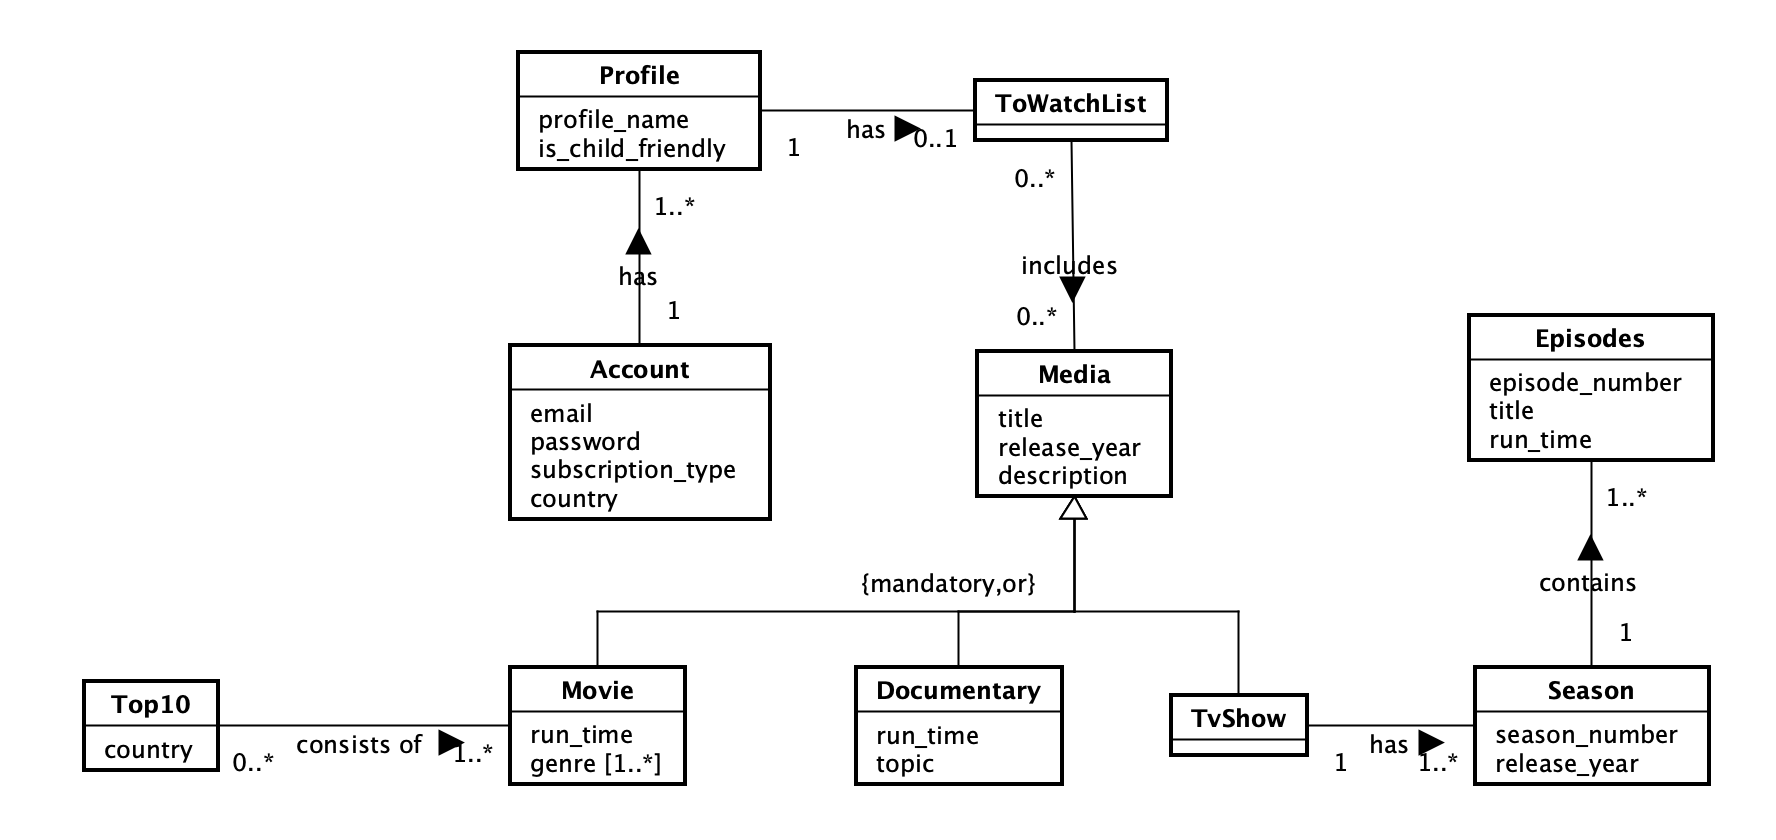 Profile
profile_name
is_child_friendly
1
has
0..1
ToWatchList
1..*
has
1
Account
email
password
subscription_type
country
0..*
includes
0..*
Media
title
release_year
description
{mandatory,or}
Episodes
episode_number
title
run_time
1..*
contains
1
Top10
country
0..*
consists of
1..*
Movie
run_time
genre [1..*]
Documentary
run_time
topic
TvShow
1
has
1..*
Season
season_number
release_year